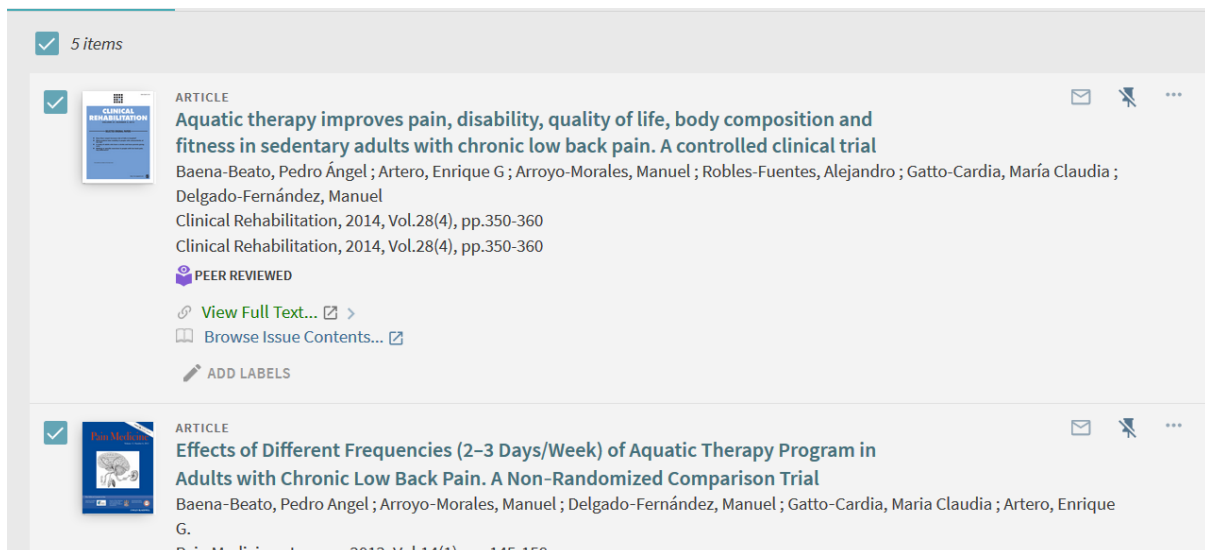 5 items
ARTICLE
Aquatic therapy improves pain, disability, quality of life, body composition and
fitness in sedentary adults with chronic low back pain. A controlled clinical trial
Baena-Beato, Pedro Ángel ; Artero, Enrique G ; Arroyo-Morales, Manuel ; Robles-Fuentes, Alejandro ; Gatto-Cardia, María Claudia ;
Delgado-Fernández, Manuel
Clinical Rehabilitation, 2014, Vol.28(4), pp.350-360
Clinical Rehabilitation, 2014, Vol.28(4), pp.350-360
PEER REVIEWED
View Full Text...
Browse Issue Contents...
ADD LABELS
CLINICAL
REHABILITATION
ARTICLE
Effects of Different Frequencies (2–3 Days/Week) of Aquatic Therapy Program in
Adults with Chronic Low Back Pain. A Non-Randomized Comparison Trial
Baena-Beato, Pedro Angel ; Arroyo-Morales, Manuel ; Delgado-Fernández, Manuel ; Gatto-Cardia, Maria Claudia ; Artero, Enrique
G.
Pain Medicine